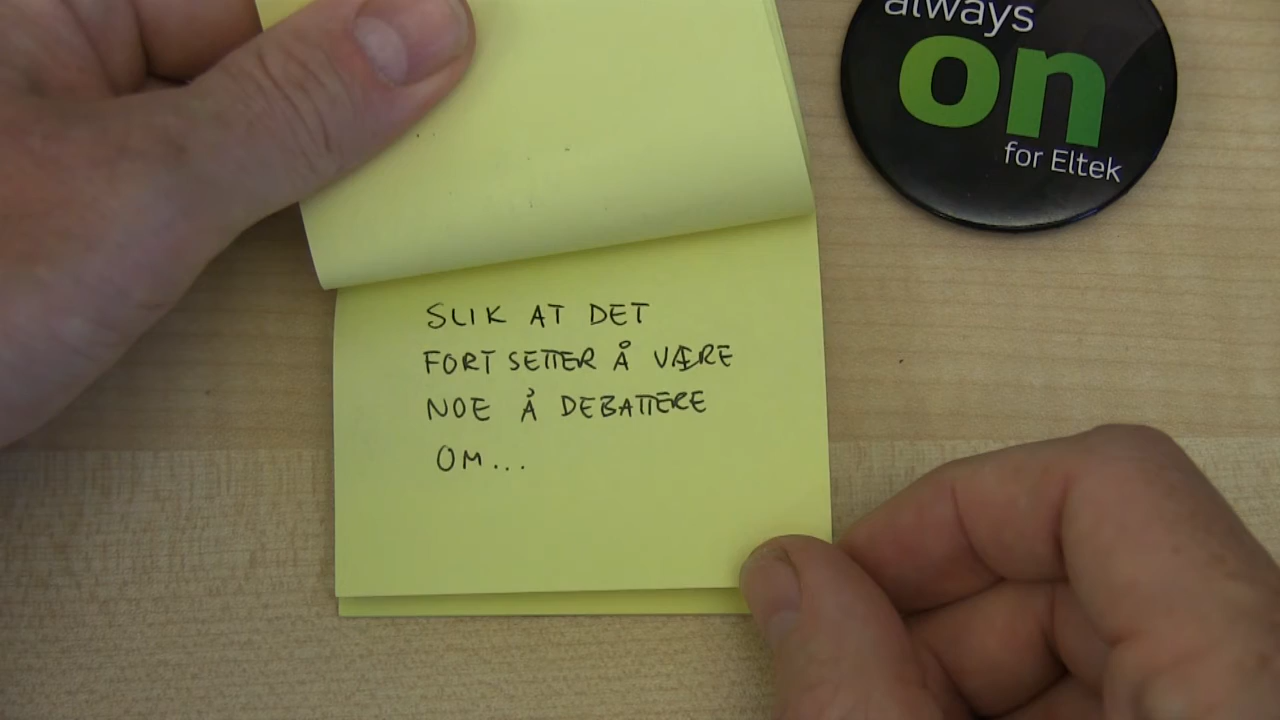 always
on
for Eltek
SLIK AT DET
FORTSETTER Å VÆRE
NOE Å DEBATTERE
OM...